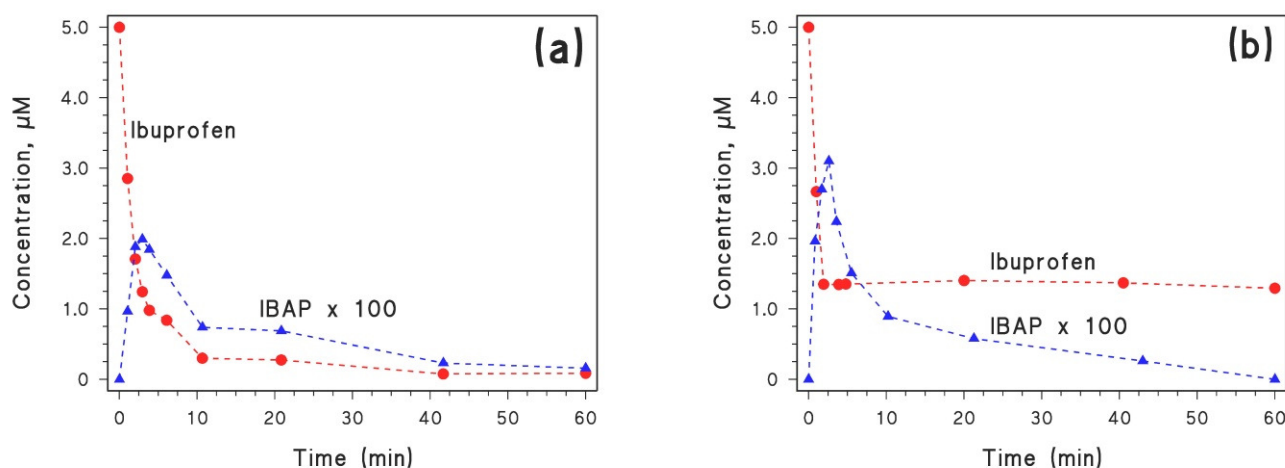 (a)
5.0
4.0
3.0
2.0
1.0
0
Concentration, µM
Ibuprofen
IBAP x 100
0 10 20 30 40 50 60
Time (min)
(b)
5.0
4.0
3.0
2.0
1.0
0
Concentration, µM
Ibuprofen
IBAP x 100
0 10 20 30 40 50 60
Time (min)